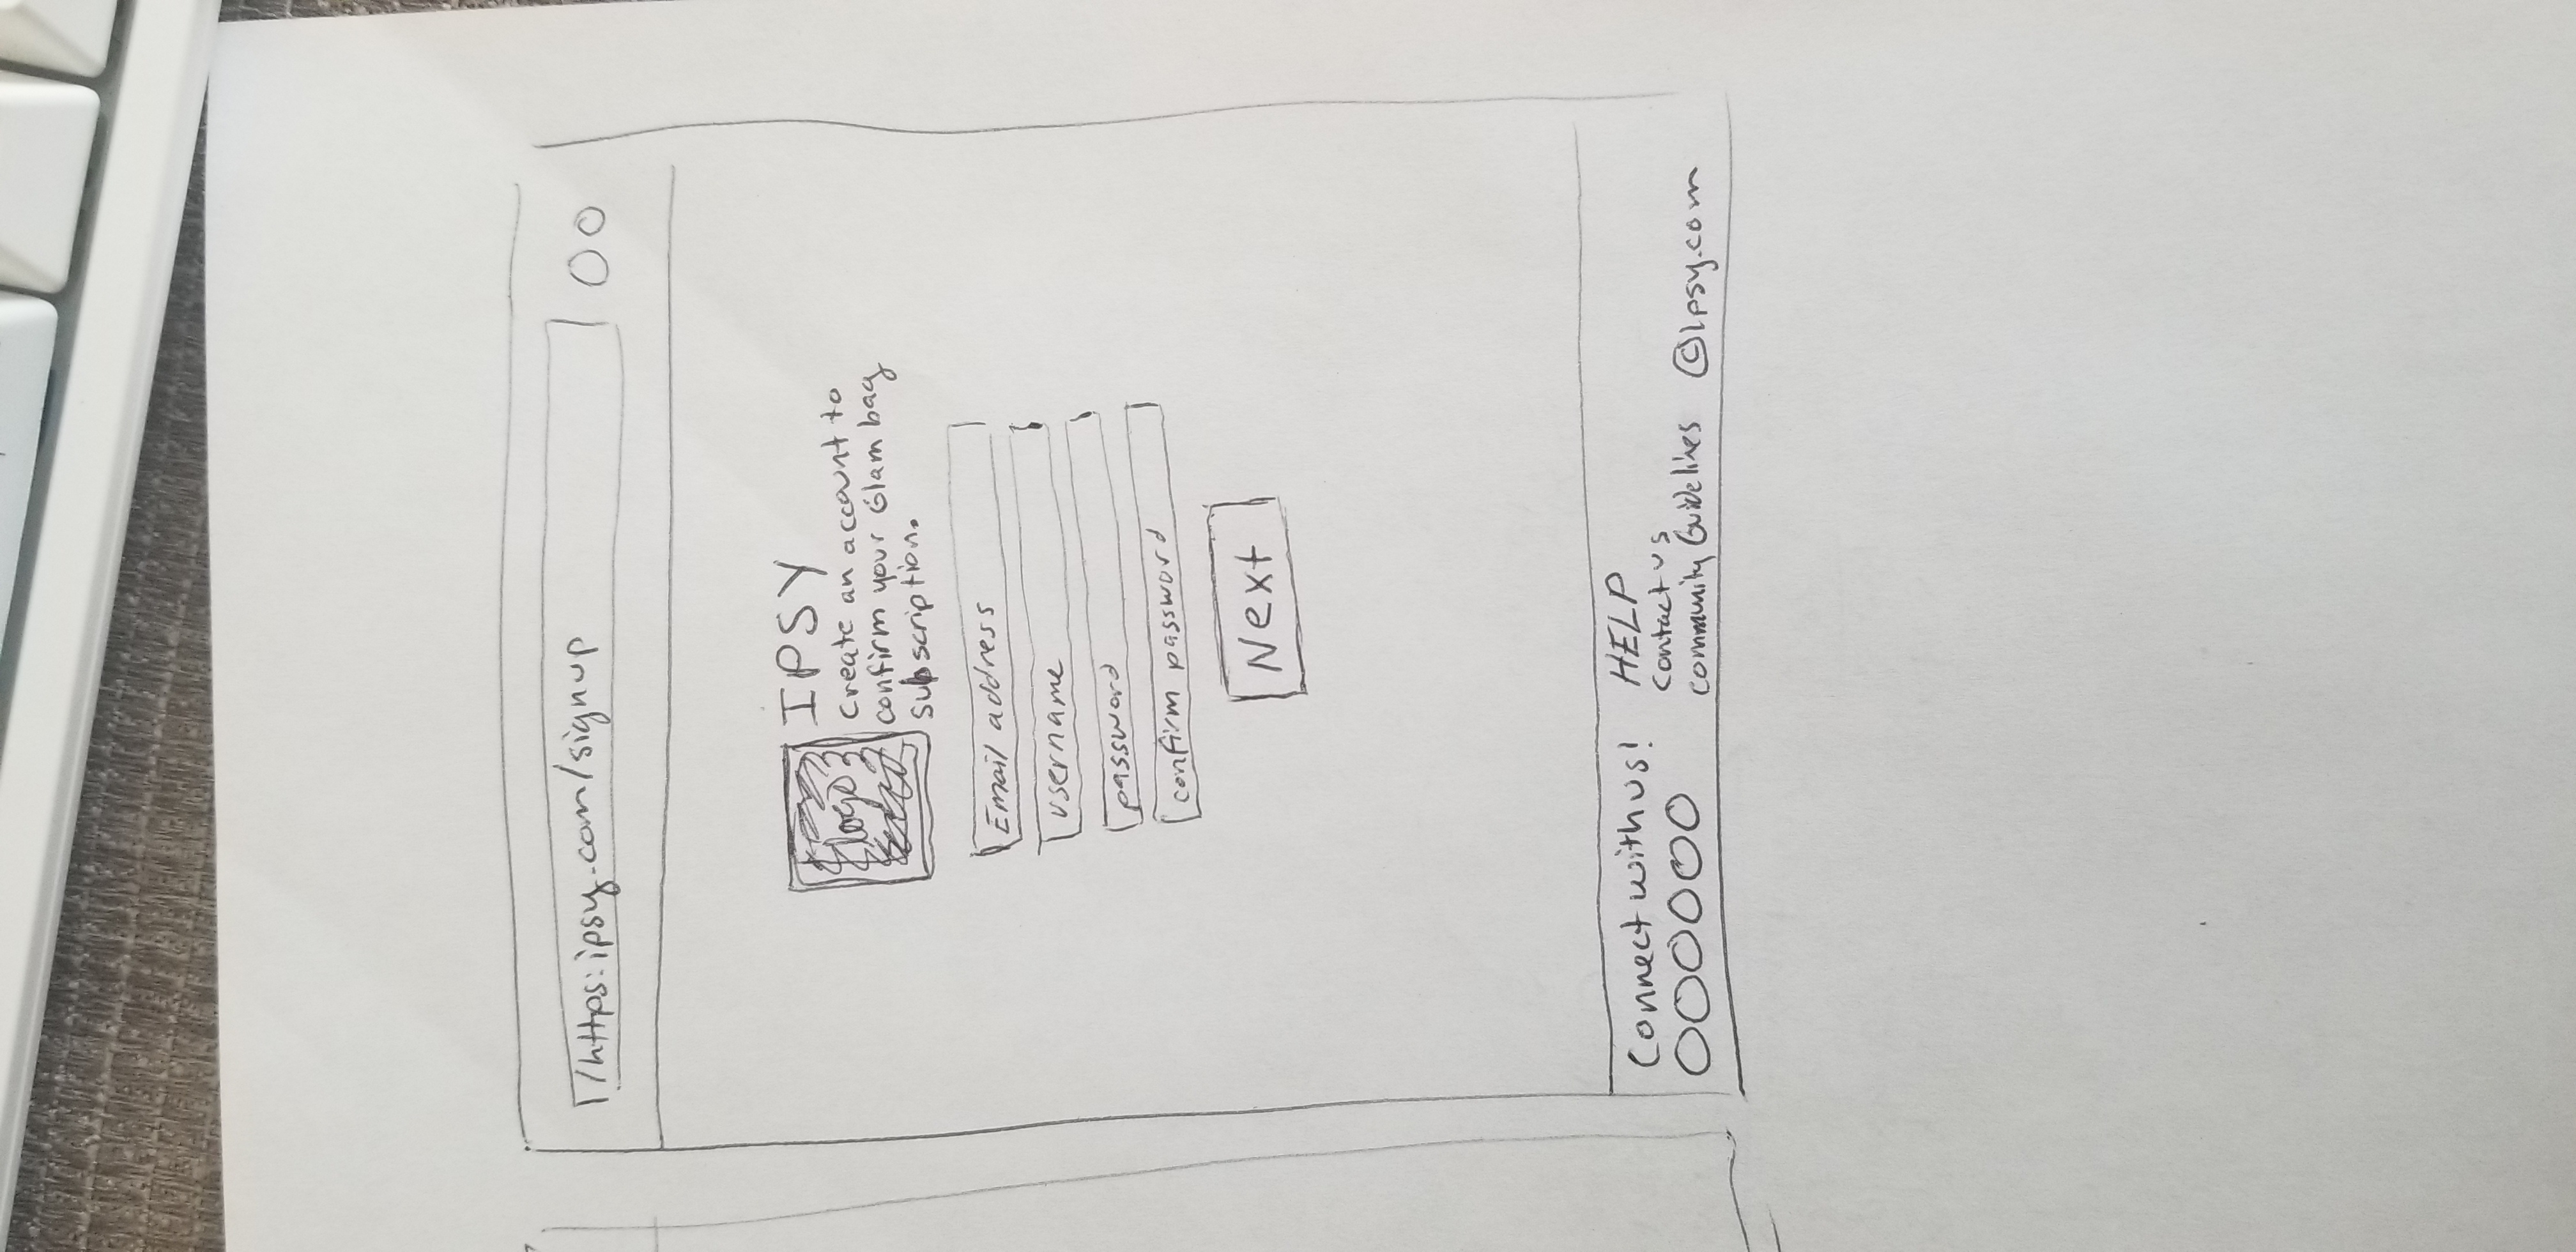 /https:ipsy.com/signup
logo
IPSY
Create an account to
confirm your Glam bag
subscription.
Email address
username
password
confirm password
Next
Connect with us!
HELP
Contact us
Community Guidelines
©Ipsy.com